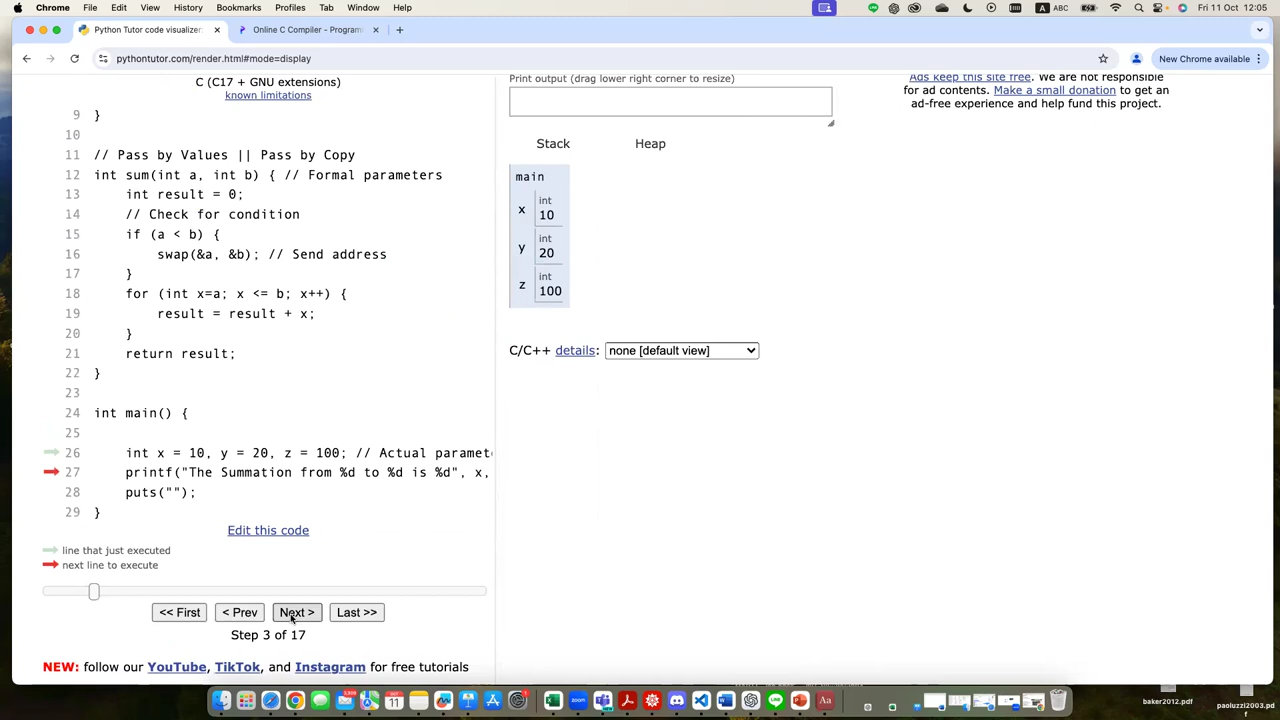 Chrome File Edit View History Bookmarks Profiles Tab Window Help A ABC Fri 11 Oct 12:05
Python Tutor code visualizer: × Online C Compiler - Program × +
pythontutor.com/render.html#mode=display New Chrome available
C (C17 + GNU extensions)
known limitations
9 }
10
11 // Pass by Values || Pass by Copy
12 int sum(int a, int b) { // Formal parameters
13 int result = 0;
14 // Check for condition
15 if (a < b) {
16 swap(&a, &b); // Send address
17 }
18 for (int x=a; x <= b; x++) {
19 result = result + x;
20 }
21 return result;
22 }
23
24 int main() {
25
26 int x = 10, y = 20, z = 100; // Actual paramete
27 printf("The Summation from %d to %d is %d", x,
28 puts("");
29 }
Edit this code
line that just executed
next line to execute
<< First < Prev Next > Last >>
Step 3 of 17
NEW: follow our YouTube, TikTok, and Instagram for free tutorials
Print output (drag lower right corner to resize)
Stack Heap
main
x int 10
y int 20
z int 100
C/C++ details: none [default view]
Ads keep this site free. We are not responsible
for ad contents. Make a small donation to get an
ad-free experience and help fund this project.
baker2012.pdf
paoluzzi2003.pd
f